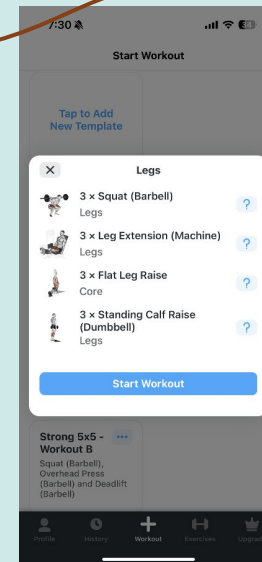 7:30
Start Workout
Tap to Add
New Template
Legs
3 × Squat (Barbell)
Legs
?
3 × Leg Extension (Machine)
Legs
?
3 × Flat Leg Raise
Core
?
3 × Standing Calf Raise
(Dumbbell)
Legs
?
Start Workout
Strong 5x5 -
Workout B
Squat (Barbell),
Overhead Press
(Barbell) and Deadlift
(Barbell)
Profile
History
Workout
Exercises
Upgrade